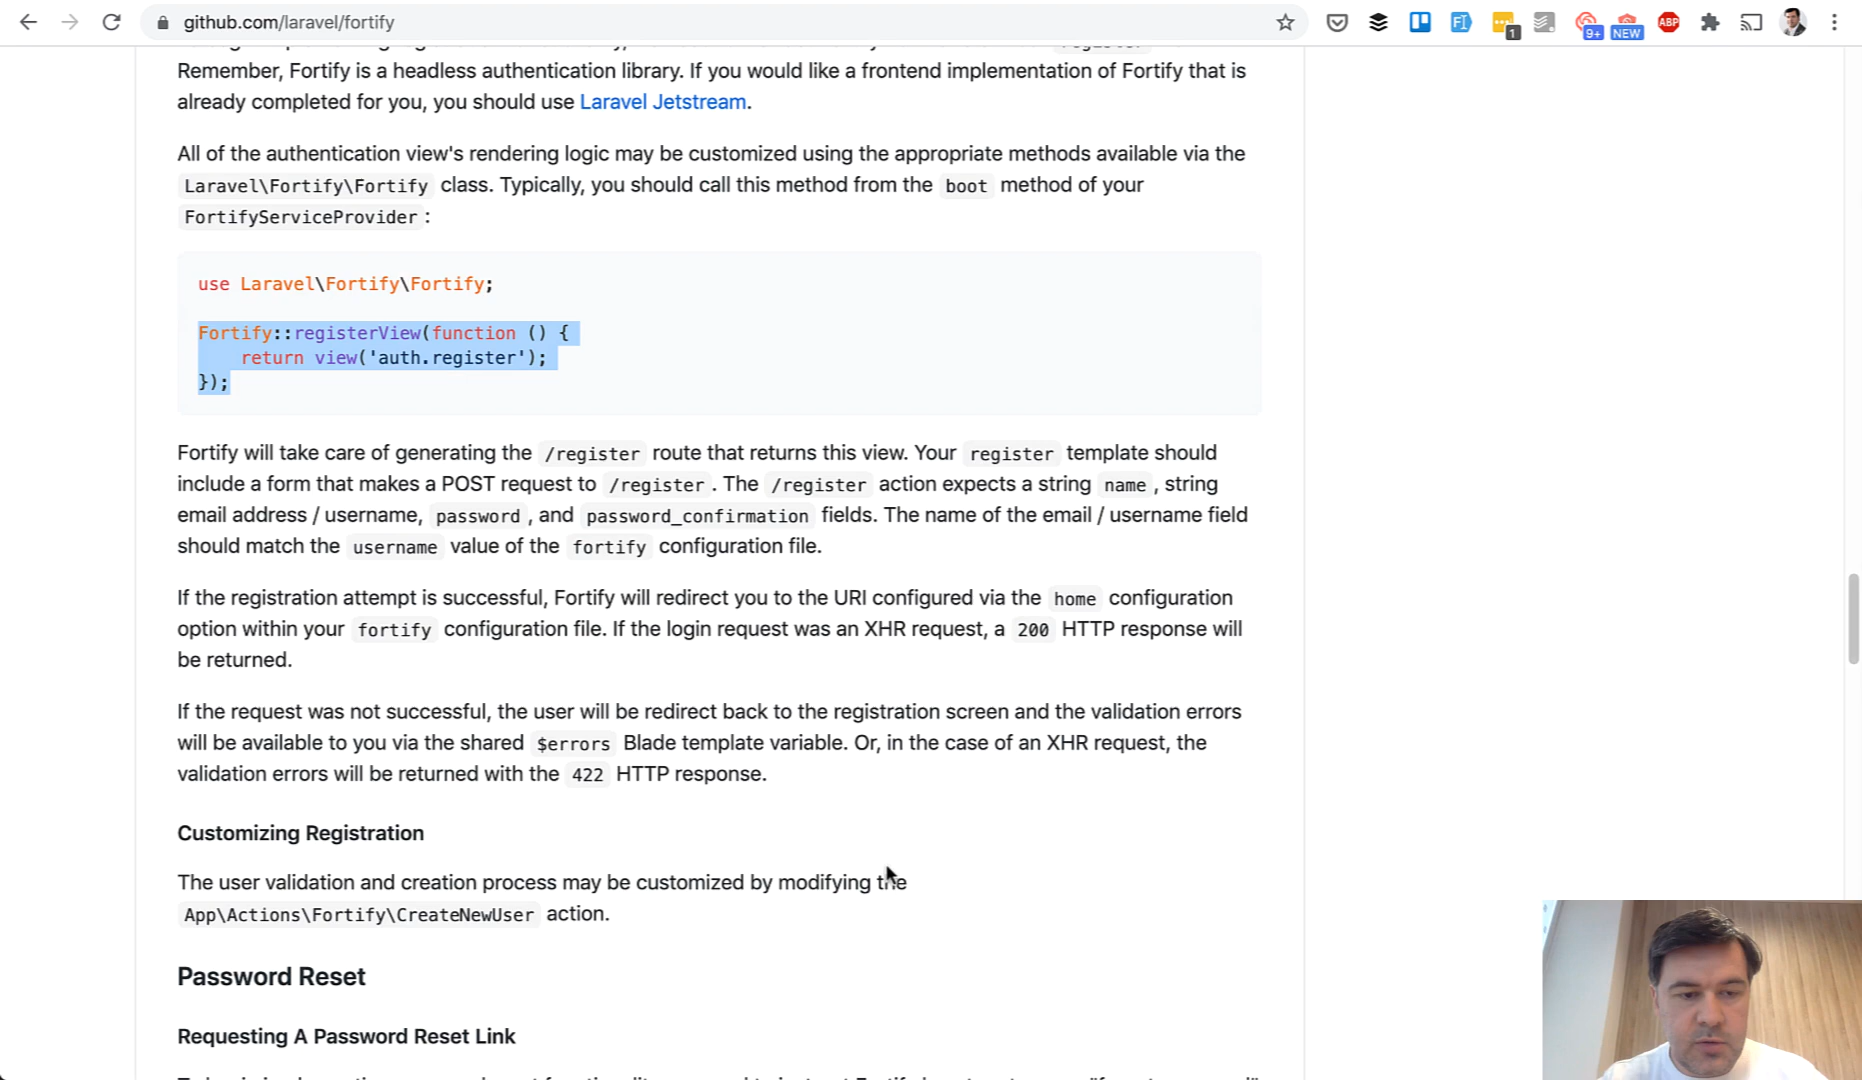 github.com/laravel/fortify
1
9+
NEW
ABP
Remember, Fortify is a headless authentication library. If you would like a frontend implementation of Fortify that is
already completed for you, you should use Laravel Jetstream.
All of the authentication view's rendering logic may be customized using the appropriate methods available via the
Laravel\Fortify\Fortify class. Typically, you should call this method from the boot method of your
FortifyServiceProvider :
use Laravel\Fortify\Fortify;
Fortify::registerView(function () {
return view('auth.register');
});
Fortify will take care of generating the /register route that returns this view. Your register template should
include a form that makes a POST request to /register . The /register action expects a string name , string
email address / username, password , and password_confirmation fields. The name of the email / username field
should match the username value of the fortify configuration file.
If the registration attempt is successful, Fortify will redirect you to the URI configured via the home configuration
option within your fortify configuration file. If the login request was an XHR request, a 200 HTTP response will
be returned.
If the request was not successful, the user will be redirect back to the registration screen and the validation errors
will be available to you via the shared $errors Blade template variable. Or, in the case of an XHR request, the
validation errors will be returned with the 422 HTTP response.
Customizing Registration
The user validation and creation process may be customized by modifying the
App\Actions\Fortify\CreateNewUser action.
Password Reset
Requesting A Password Reset Link